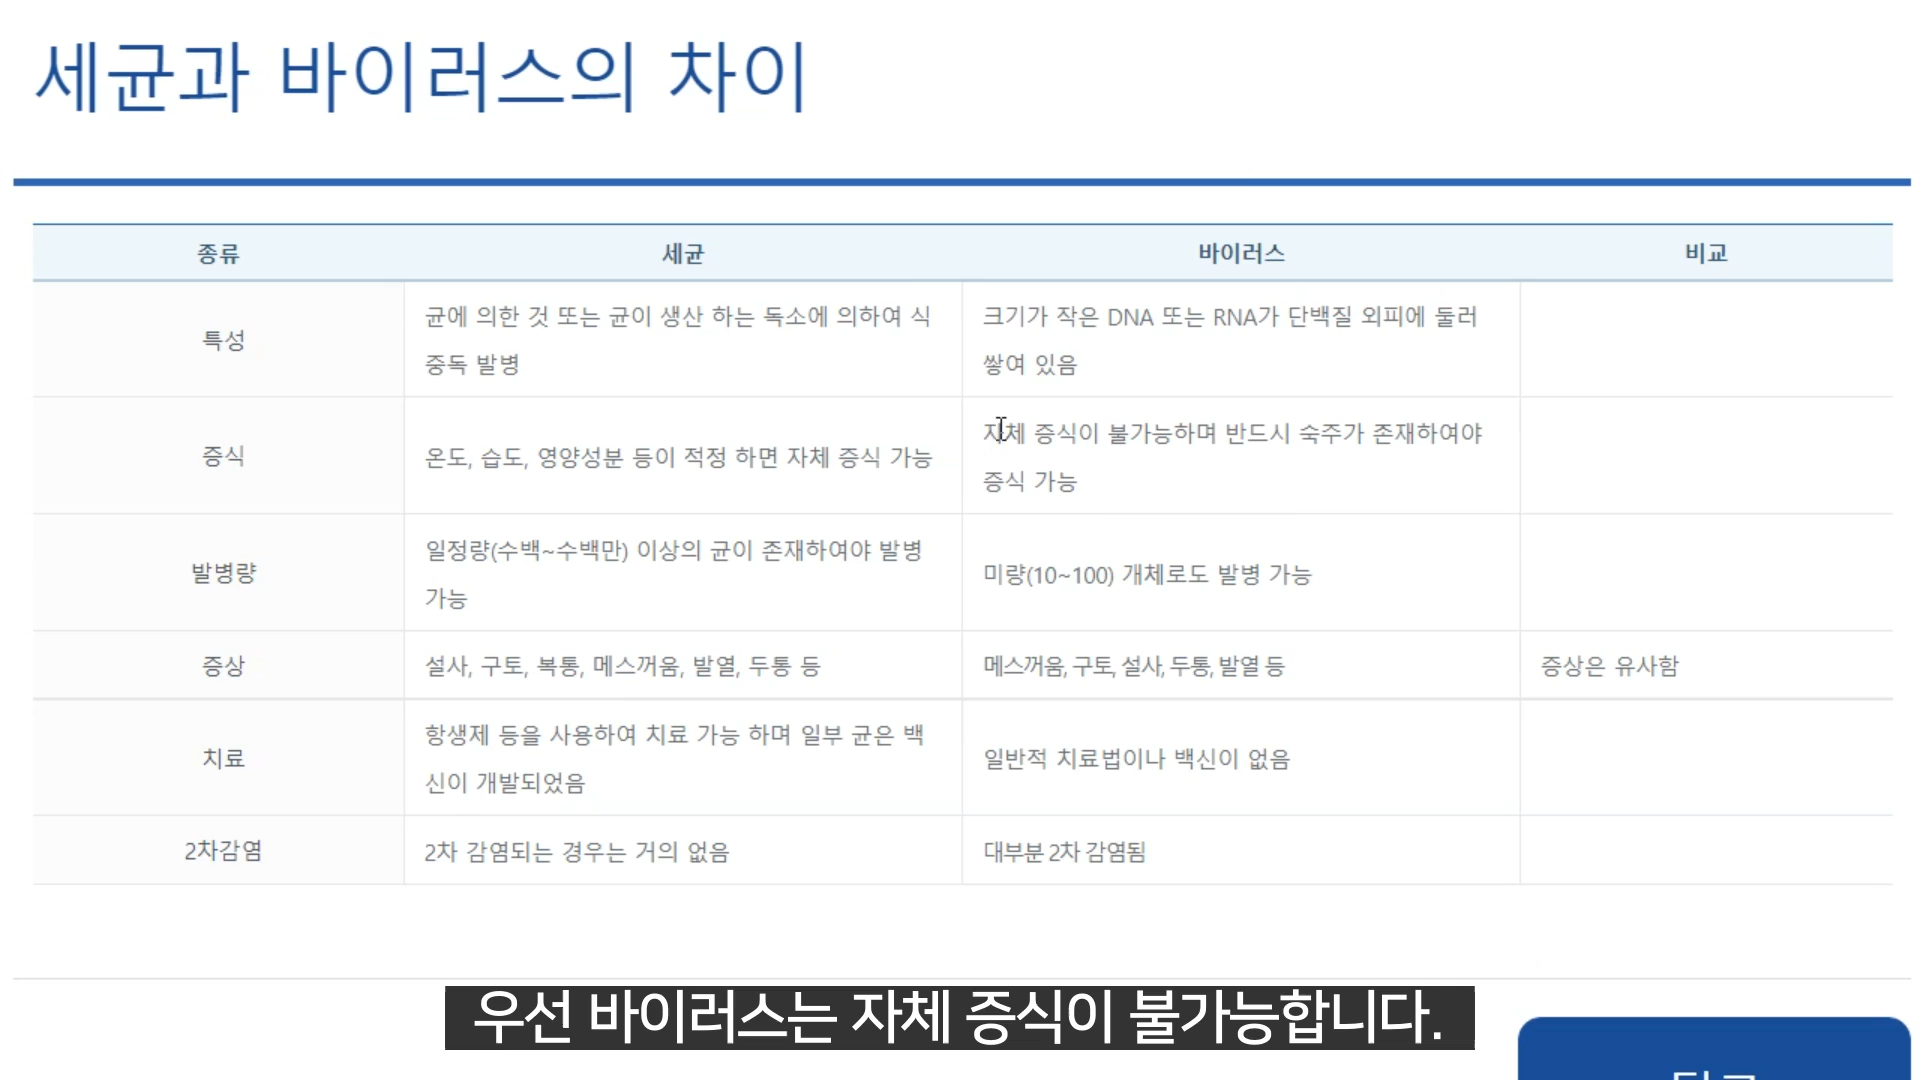 세균과 바이러스의 차이
종류 세균 바이러스 비교
특성
균에 의한 것 또는 균이 생산 하는 독소에 의하여 식
중독 발병
크기가 작은 DNA 또는 RNA가 단백질 외피에 둘러
쌓여 있음
증식
온도, 습도, 영양성분 등이 적정 하면 자체 증식 가능
자체 증식이 불가능하며 반드시 숙주가 존재하여야
증식 가능
발병량
일정량(수백~수백만) 이상의 균이 존재하여야 발병
가능
미량(10~100) 개체로도 발병 가능
증상
설사, 구토, 복통, 메스꺼움, 발열, 두통 등
메스꺼움, 구토, 설사, 두통, 발열 등
증상은 유사함
치료
항생제 등을 사용하여 치료 가능 하며 일부 균은 백
신이 개발되었음
일반적 치료법이나 백신이 없음
2차감염
2차 감염되는 경우는 거의 없음
대부분 2차 감염됨
우선 바이러스는 자체 증식이 불가능합니다.